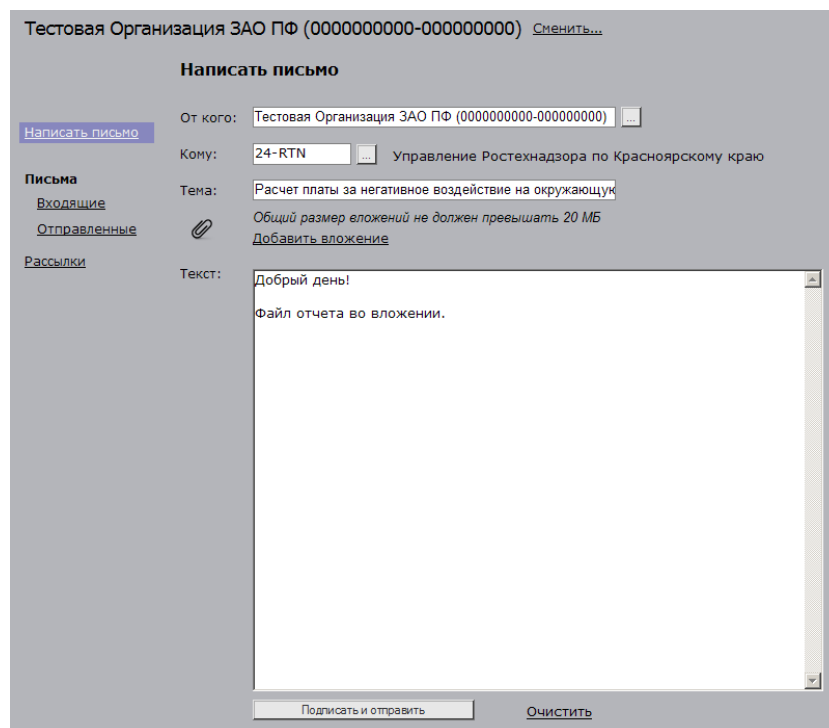 Тестовая Организация ЗАО ПФ (0000000000-000000000) Сменить...
Написать письмо
Написать письмо
Письма
Входящие
Отправленные
Рассылки
От кого: Тестовая Организация ЗАО ПФ (0000000000-000000000) ...
Кому: 24-RTN ... Управление Ростехнадзора по Красноярскому краю
Тема: Расчет платы за негативное воздействие на окружающую
Общий размер вложений не должен превышать 20 МБ
Добавить вложение
Текст: Добрый день!
Файл отчета во вложении.
Подписать и отправить Очистить